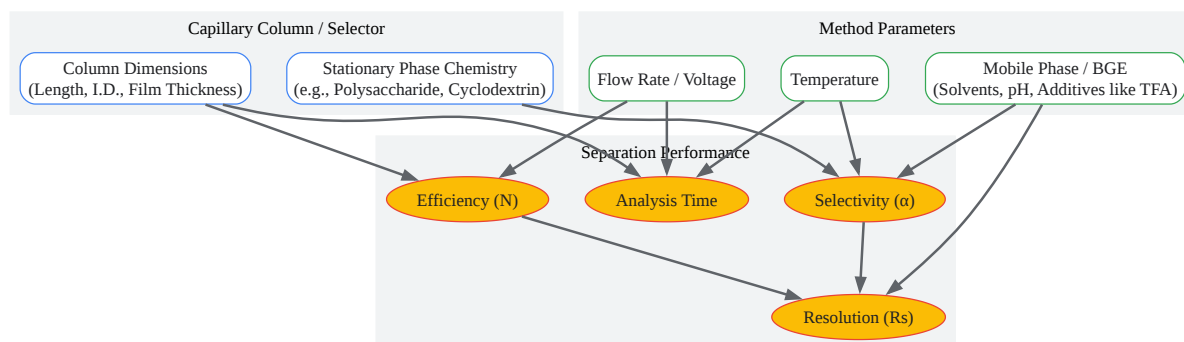 Capillary Column / Selector
Method Parameters
Column Dimensions
(Length, I.D., Film Thickness)
Stationary Phase Chemistry
(e.g., Polysaccharide, Cyclodextrin)
Flow Rate / Voltage
Temperature
Mobile Phase / BGE
(Solvents, pH, Additives like TFA)
Separation Performance
Efficiency (N)
Analysis Time
Selectivity (α)
Resolution (Rs)